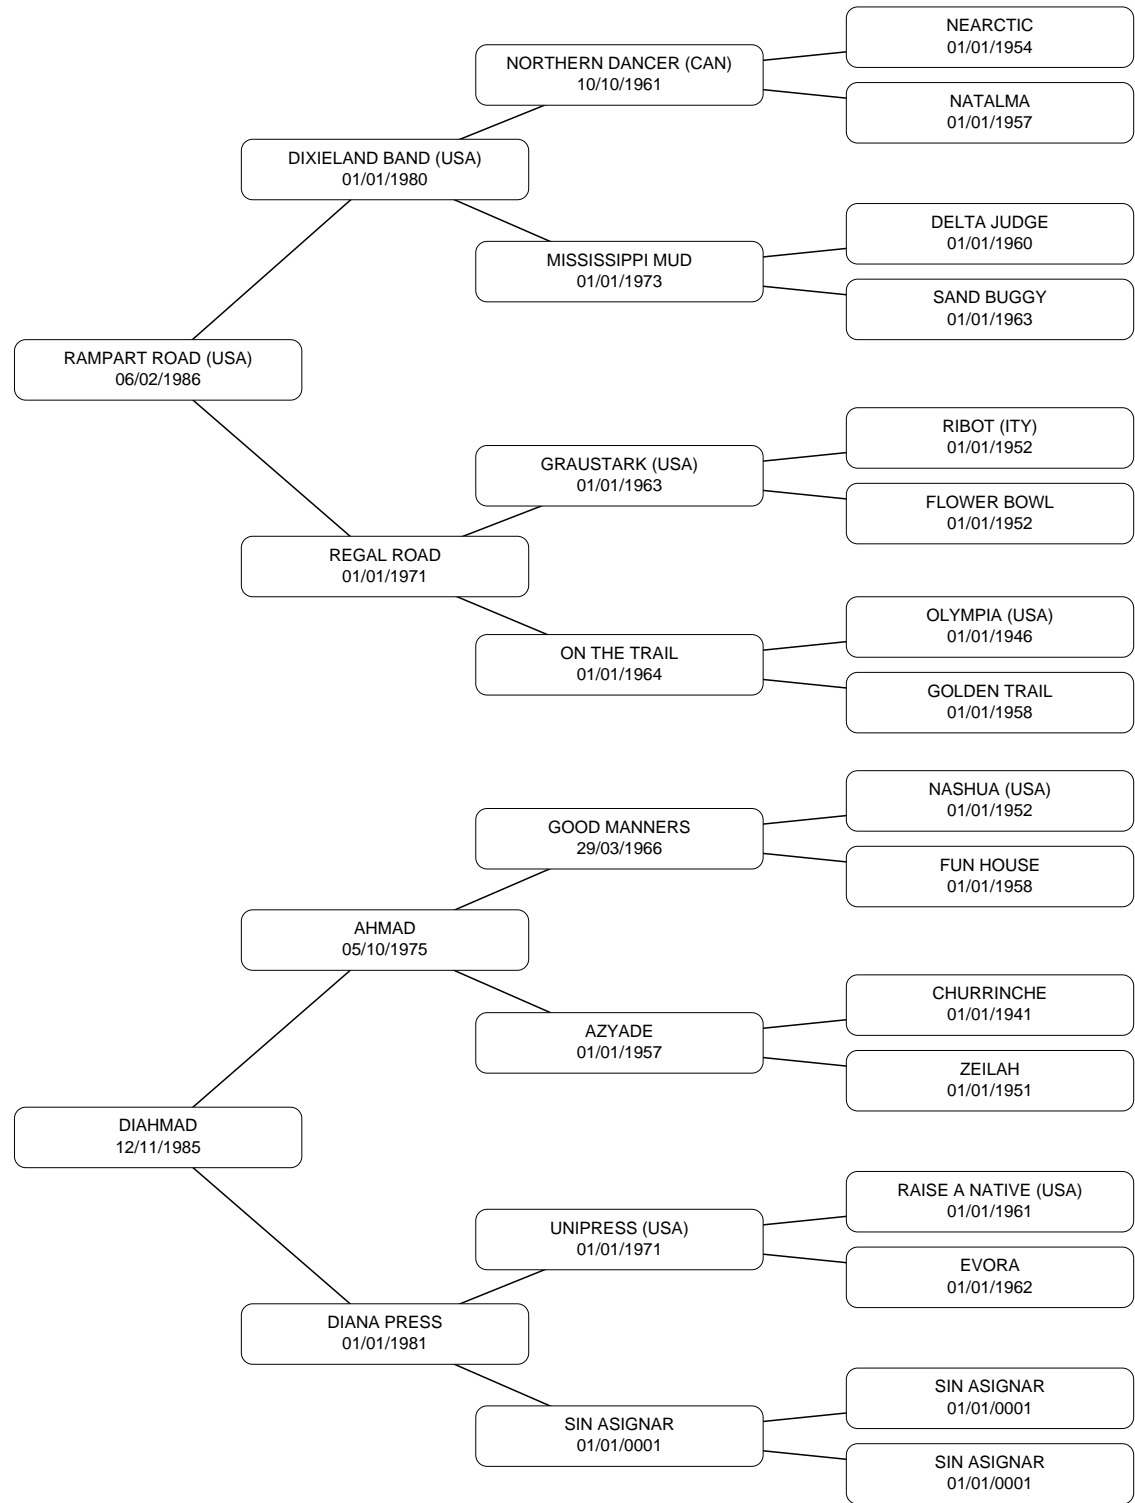 NEARCTIC
01/01/1954
NORTHERN DANCER (CAN)
10/10/1961
NATALMA
01/01/1957
DIXIELAND BAND (USA)
01/01/1980
DELTA JUDGE
01/01/1960
MISSISSIPPI MUD
01/01/1973
SAND BUGGY
01/01/1963
RAMPART ROAD (USA)
06/02/1986
RIBOT (ITY)
01/01/1952
GRAUSTARK (USA)
01/01/1963
FLOWER BOWL
01/01/1952
REGAL ROAD
01/01/1971
OLYMPIA (USA)
01/01/1946
ON THE TRAIL
01/01/1964
GOLDEN TRAIL
01/01/1958
NASHUA (USA)
01/01/1952
GOOD MANNERS
29/03/1966
FUN HOUSE
01/01/1958
AHMAD
05/10/1975
CHURRINCHE
01/01/1941
AZYADE
01/01/1957
ZEILAH
01/01/1951
DIAHMAD
12/11/1985
RAISE A NATIVE (USA)
01/01/1961
UNIPRESS (USA)
01/01/1971
EVORA
01/01/1962
DIANA PRESS
01/01/1981
SIN ASIGNAR
01/01/0001
SIN ASIGNAR
01/01/0001
SIN ASIGNAR
01/01/0001